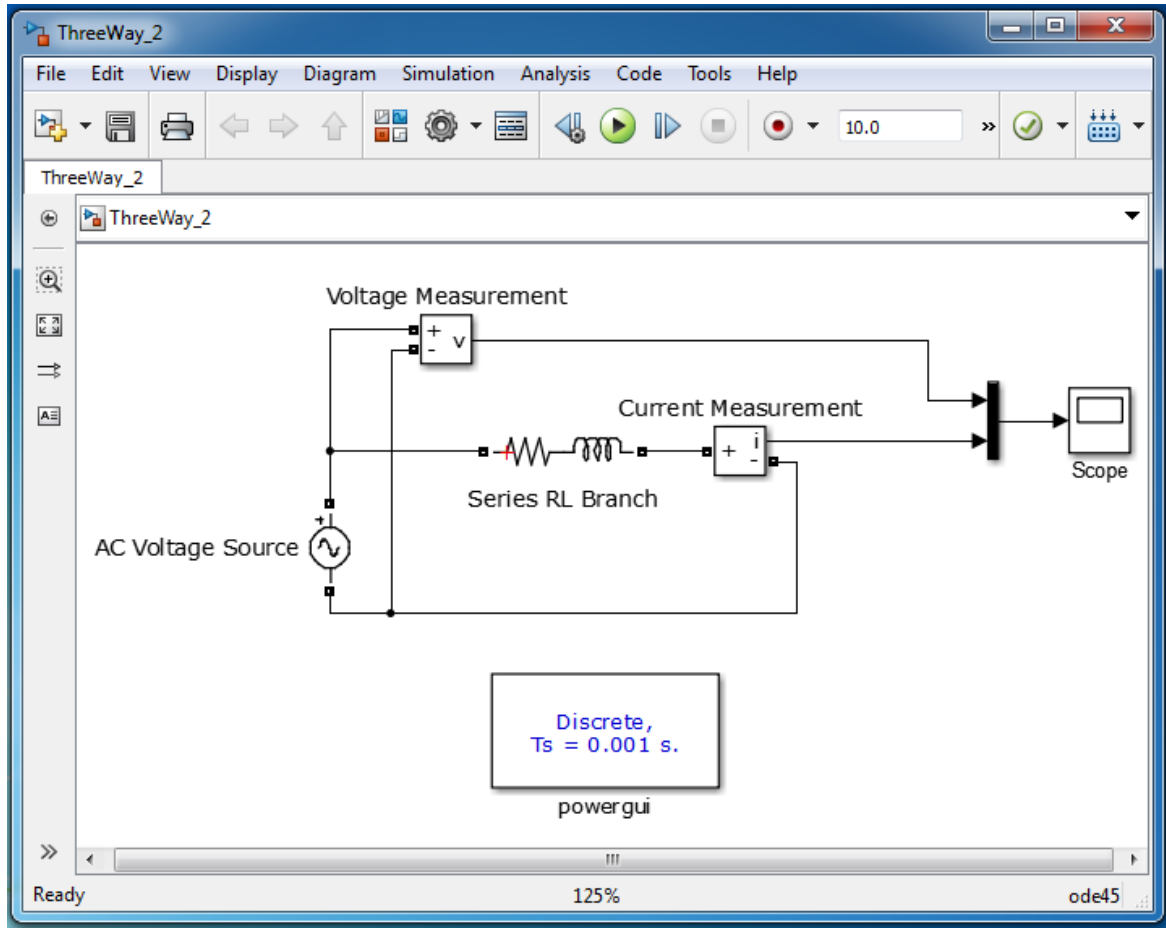 ThreeWay_2
File Edit View Display Diagram Simulation Analysis Code Tools Help
10.0
ThreeWay_2
ThreeWay_2
Voltage Measurement
+ v
-
Current Measurement
+ i
-
Scope
Series RL Branch
+
AC Voltage Source
Discrete,
Ts = 0.001 s.
powergui
Ready 125% ode45